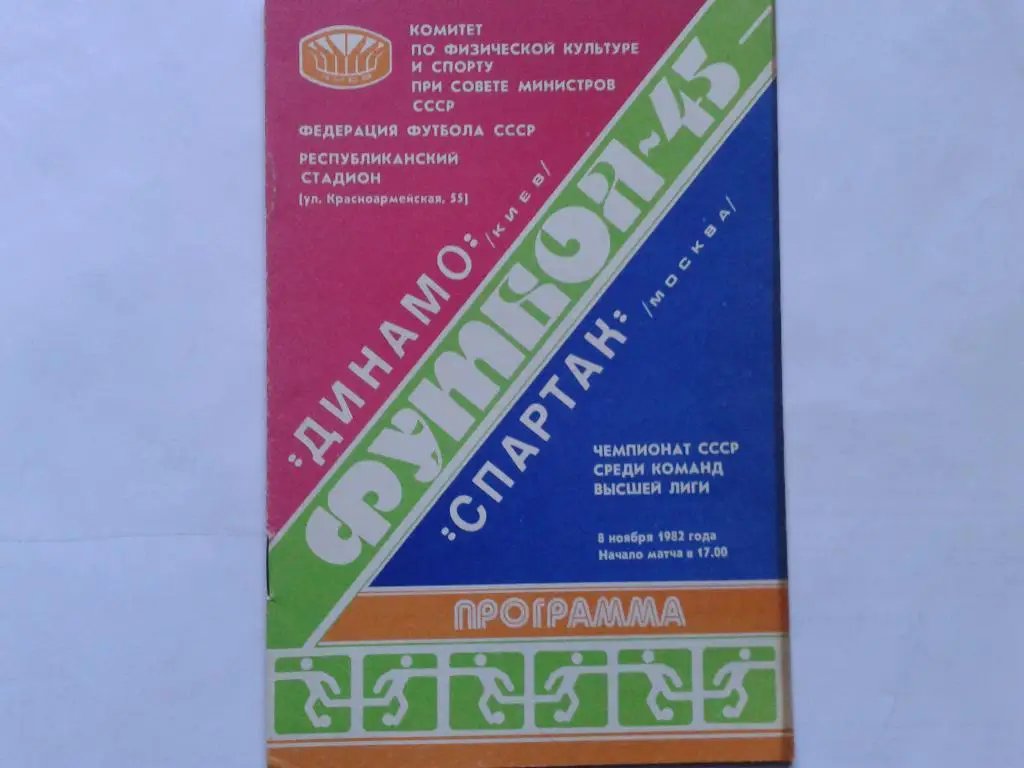 КИЕВ
КОМИТЕТ
ПО ФИЗИЧЕСКОЙ КУЛЬТУРЕ
И СПОРТУ
ПРИ СОВЕТЕ МИНИСТРОВ
СССР
ФЕДЕРАЦИЯ ФУТБОЛА СССР
РЕСПУБЛИКАНСКИЙ
СТАДИОН
(ул. Красноармейская, 55)
:ДИНАМО: /КИЕВ/
ФУТБОЛ-45
:СПАРТАК: /МОСКВА/
ЧЕМПИОНАТ СССР
СРЕДИ КОМАНД
ВЫСШЕЙ ЛИГИ
8 ноября 1982 года
Начало матча в 17.00
ПРОГРАММА